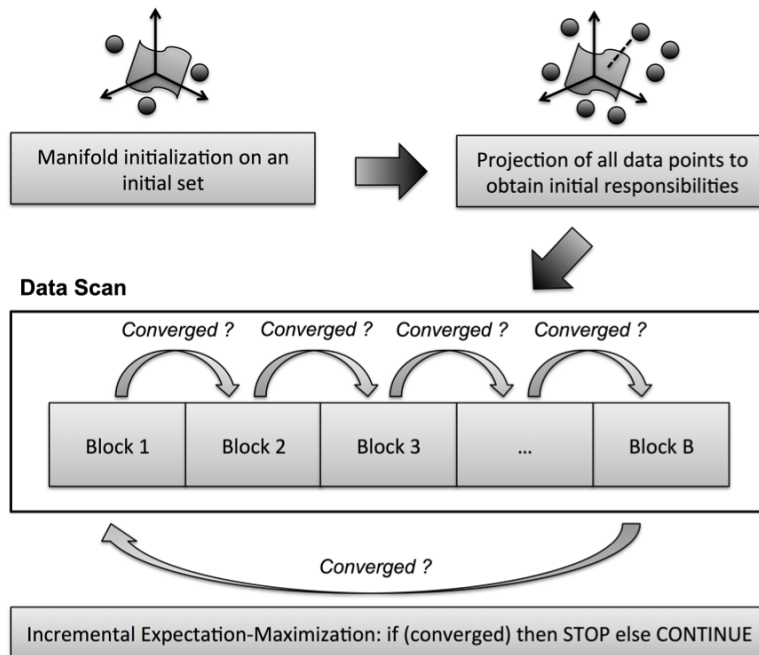 Manifold initialization on an
initial set
Projection of all data points to
obtain initial responsibilities
Data Scan
Converged ? Converged ? Converged ? Converged ?
Block 1 Block 2 Block 3 ... Block B
Converged ?
Incremental Expectation-Maximization: if (converged) then STOP else CONTINUE